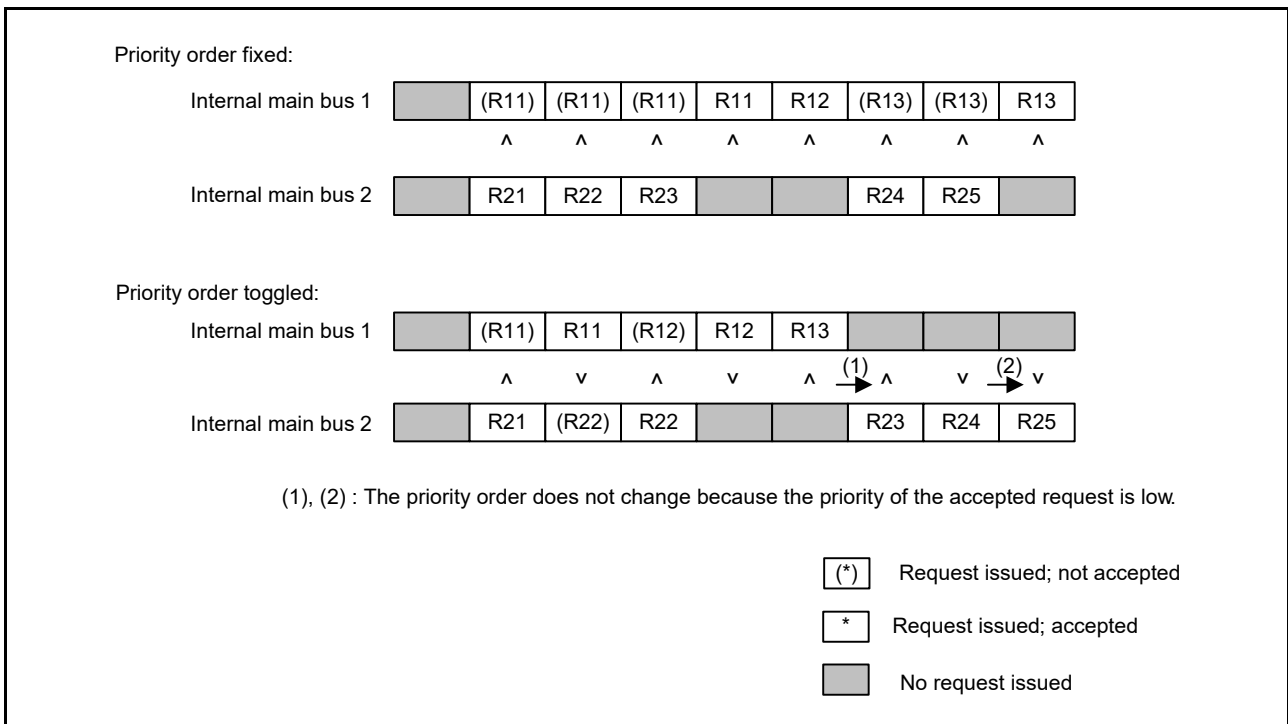 Priority order fixed:
Internal main bus 1 (R11) (R11) (R11) R11 R12 (R13) (R13) R13
^ ^ ^ ^ ^ ^ ^ ^
Internal main bus 2 R21 R22 R23 R24 R25
Priority order toggled:
Internal main bus 1 (R11) R11 (R12) R12 R13
^ v ^ v ^ (1) ^ v (2) v
Internal main bus 2 R21 (R22) R22 R23 R24 R25
(1), (2) : The priority order does not change because the priority of the accepted request is low.
(*) Request issued; not accepted
* Request issued; accepted
No request issued